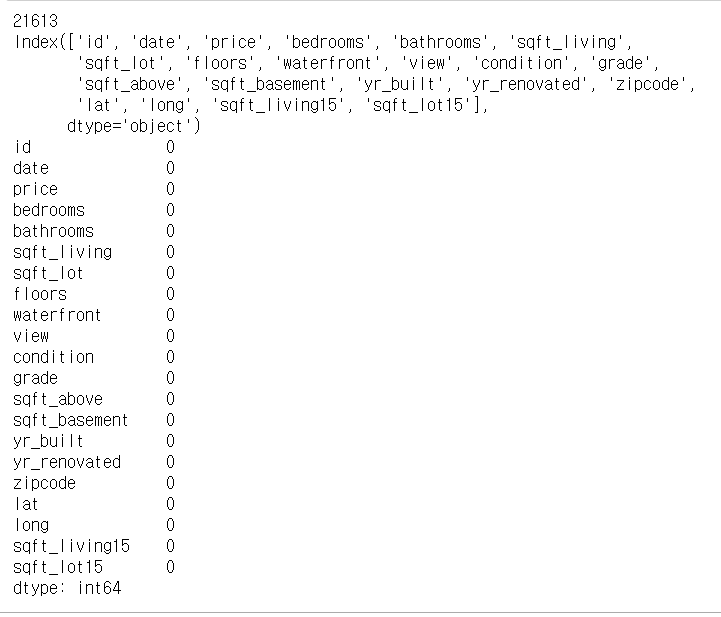 21613
Index(['id', 'date', 'price', 'bedrooms', 'bathrooms', 'sqft_living',
'sqft_lot', 'floors', 'waterfront', 'view', 'condition', 'grade',
'sqft_above', 'sqft_basement', 'yr_built', 'yr_renovated', 'zipcode',
'lat', 'long', 'sqft_living15', 'sqft_lot15'],
dtype='object')
id 0
date 0
price 0
bedrooms 0
bathrooms 0
sqft_living 0
sqft_lot 0
floors 0
waterfront 0
view 0
condition 0
grade 0
sqft_above 0
sqft_basement 0
yr_built 0
yr_renovated 0
zipcode 0
lat 0
long 0
sqft_living15 0
sqft_lot15 0
dtype: int64